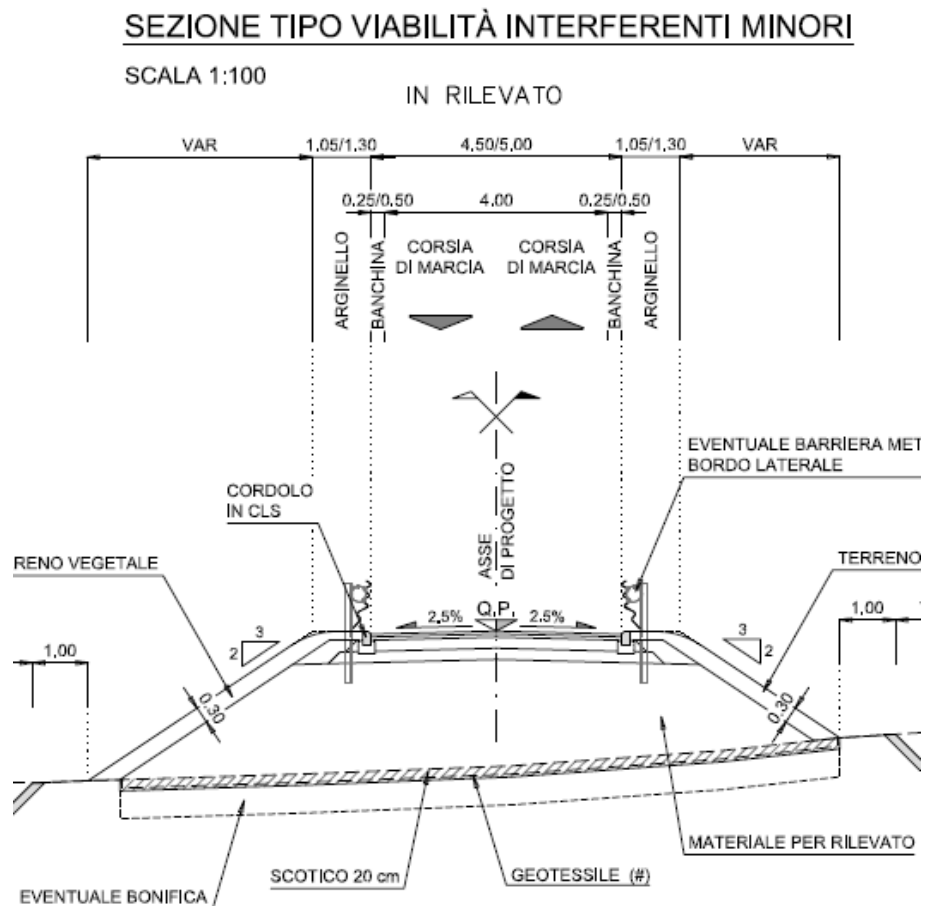 SEZIONE TIPO VIABILITÀ INTERFERENTI MINORI
SCALA 1:100
IN RILEVATO
VAR
1,05/1,30
4,50/5,00
1,05/1,30
VAR
0,25/0,50
4,00
0,25/0,50
ARGINELLO
BANCHINA
CORSIA
DI MARCIA
CORSIA
DI MARCIA
BANCHINA
ARGINELLO
EVENTUALE BARRIERA MET
BORDO LATERALE
CORDOLO
IN CLS
ASSE
DI PROGETTO
RENO VEGETALE
TERRENO
2,5%
Q.P.
2,5%
3
2
3
2
1,00
1,00
0,30
0,30
MATERIALE PER RILEVATO
SCOTICO 20 cm
GEOTESSILE (#)
EVENTUALE BONIFICA